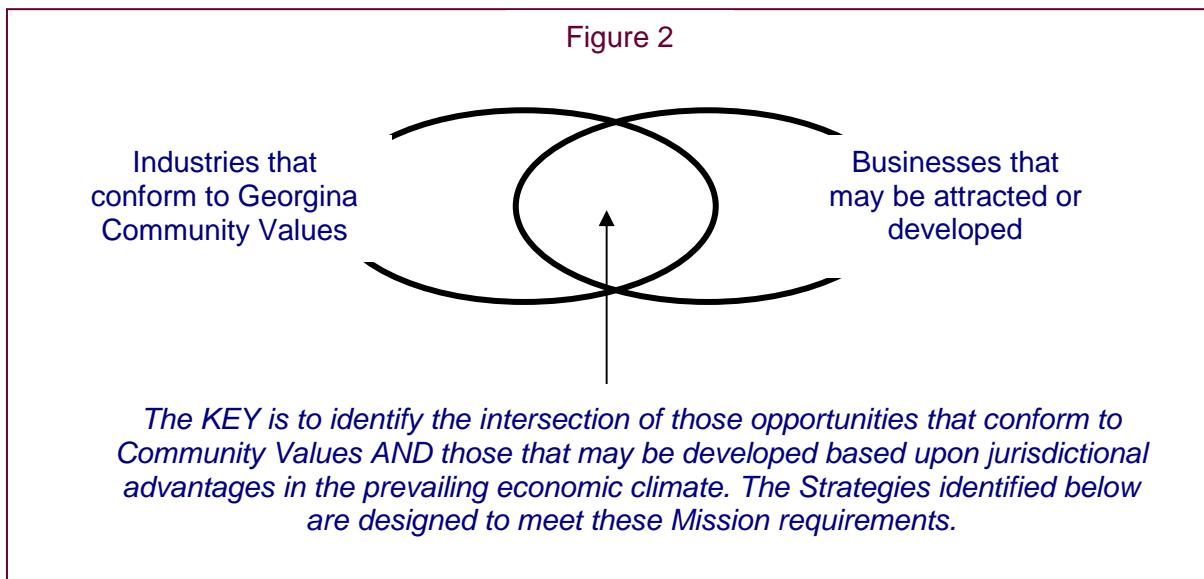 Figure 2
Industries that
conform to Georgina
Community Values
Businesses that
may be attracted or
developed
The KEY is to identify the intersection of those opportunities that conform to
Community Values AND those that may be developed based upon jurisdictional
advantages in the prevailing economic climate. The Strategies identified below
are designed to meet these Mission requirements.